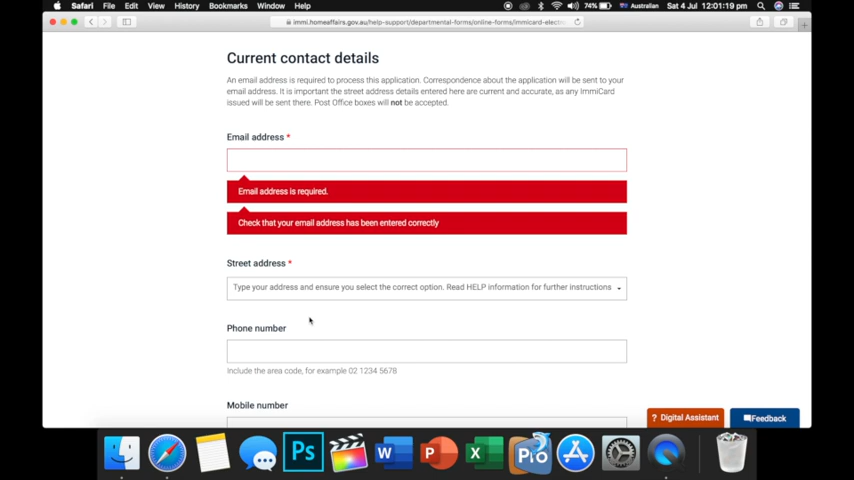 Safari File Edit View History Bookmarks Window Help
74% Australian Sat 4 Jul 12:01:19 pm
immi.homeaffairs.gov.au/help-support/departmental-forms/online-forms/immicard-electr
Current contact details
An email address is required to process this application. Correspondence about the application will be sent to your
email address. It is important the street address details entered here are current and accurate, as any ImmiCard
issued will be sent there. Post Office boxes will not be accepted.
Email address *
Email address is required.
Check that your email address has been entered correctly
Street address *
Type your address and ensure you select the correct option. Read HELP information for further instructions
Phone number
Include the area code, for example 02 1234 5678
Mobile number
? Digital Assistant
Feedback
Ps
W
P
X
Pro